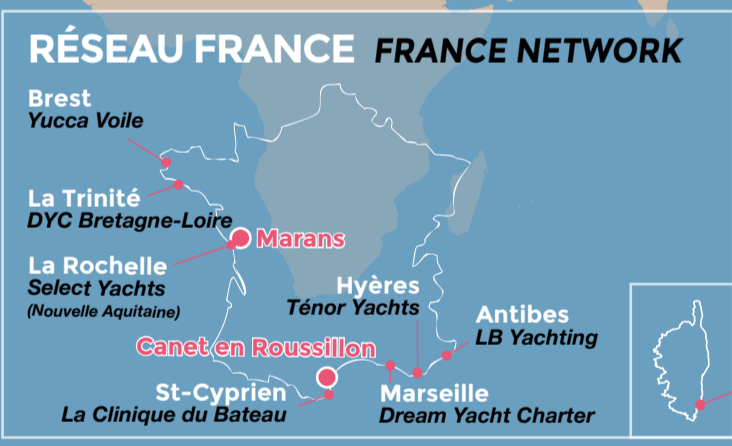 RÉSEAU FRANCE FRANCE NETWORK
Brest
Yucca Voile
La Trinité
DYC Bretagne-Loire
Marans
La Rochelle
Select Yachts
(Nouvelle Aquitaine)
Hyères
Ténor Yachts
Antibes
LB Yachting
Canet en Roussillon
St-Cyprien
La Clinique du Bateau
Marseille
Dream Yacht Charter